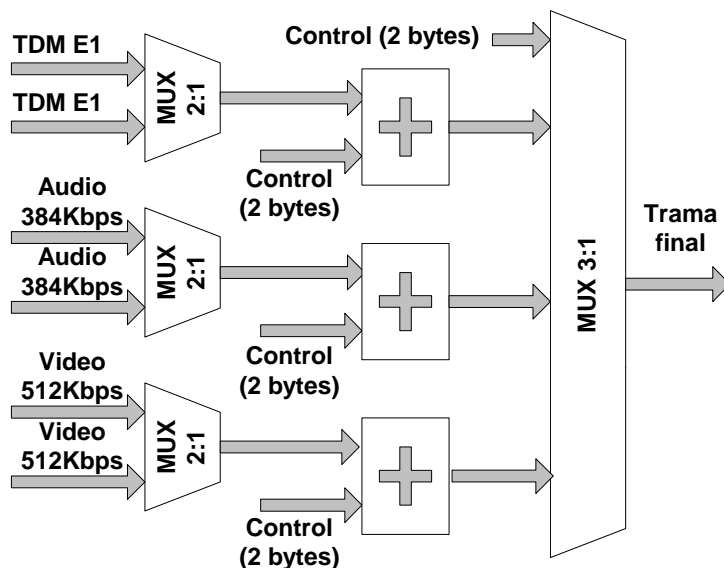 TDM E1
TDM E1
MUX
2:1
Control (2 bytes)
Control
(2 bytes)
Audio
384Kbps
Audio
384Kbps
MUX
2:1
Control
(2 bytes)
Video
512Kbps
Video
512Kbps
MUX
2:1
Control
(2 bytes)
MUX 3:1
Trama
final